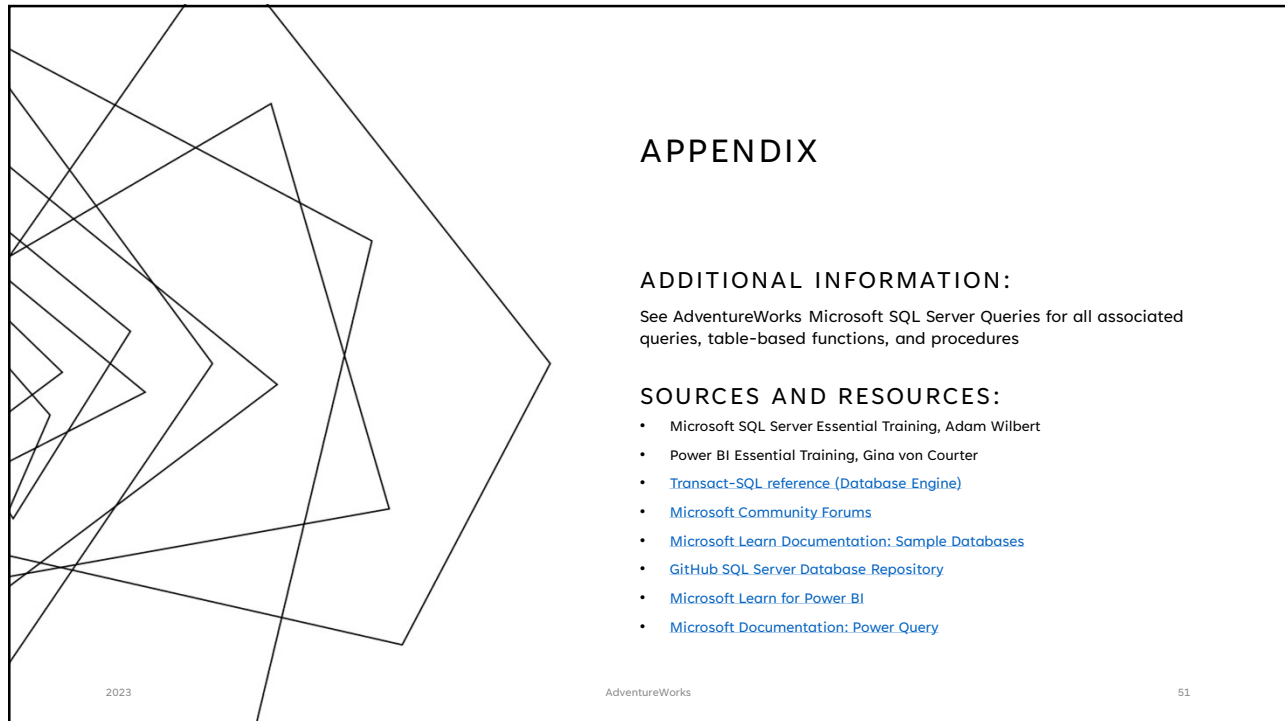 APPENDIX
ADDITIONAL INFORMATION:
See AdventureWorks Microsoft SQL Server Queries for all associated
queries, table-based functions, and procedures
SOURCES AND RESOURCES:
• Microsoft SQL Server Essential Training, Adam Wilbert
• Power BI Essential Training, Gina von Courter
• Transact-SQL reference (Database Engine)
• Microsoft Community Forums
• Microsoft Learn Documentation: Sample Databases
• GitHub SQL Server Database Repository
• Microsoft Learn for Power BI
• Microsoft Documentation: Power Query
2023 AdventureWorks 51